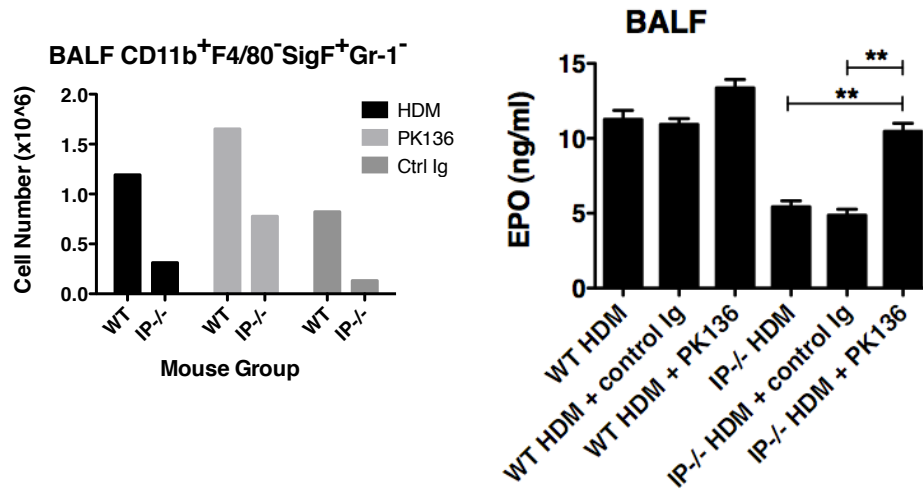 BALF CD11b⁺F4/80⁻SigF⁺Gr-1⁻
Cell Number (x10^6)
2.0
1.5
1.0
0.5
0.0
HDM
PK136
Ctrl Ig
WT
IP-/-
WT
IP-/-
WT
IP-/-
Mouse Group
BALF
EPO (ng/ml)
15
10
5
0
**
**
WT HDM
WT HDM + control Ig
WT HDM + PK136
IP-/- HDM
IP-/- HDM + control Ig
IP-/- HDM + PK136